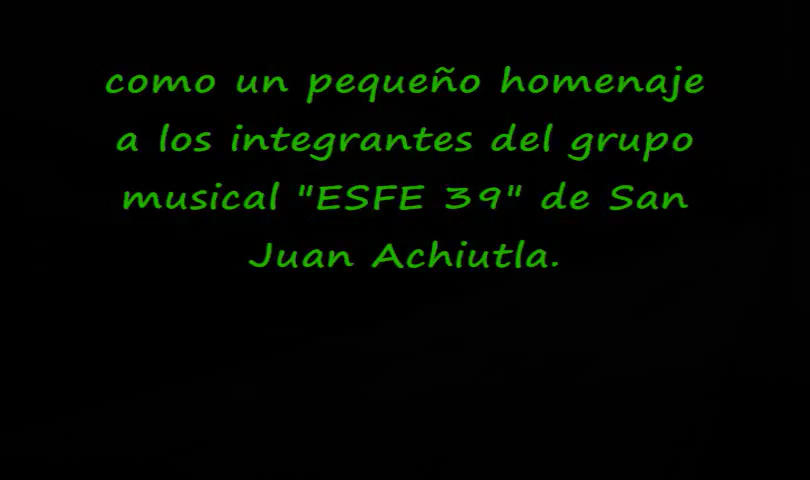 como un pequeño homenaje
a los integrantes del grupo
musical "ESFE 39" de San
Juan Achiutla.